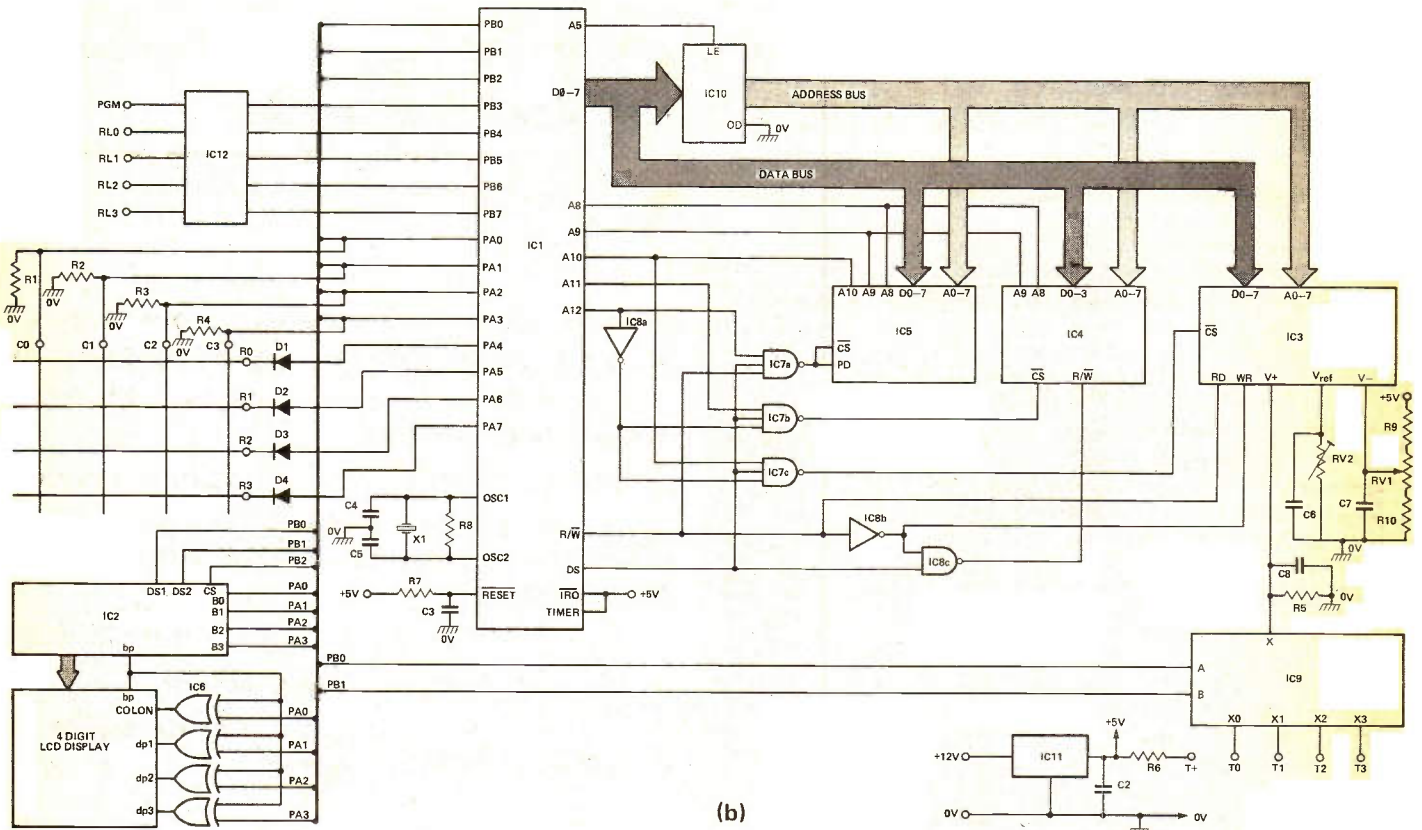 PB0
PB1
PB2
PB3
PB4
PB5
PB6
PB7
PA0
PA1
PA2
PA3
PA4
PA5
PA6
PA7
OSC1
OSC2
RESET
A5
D0-7
A8
A9
A10
A11
A12
IC1
R/W
DS
IRQ
TIMER
+5V
PGM
RL0
RL1
RL2
RL3
IC12
R1
R2
R3
R4
0V
0V
0V
0V
C0
C1
C2
C3
R0
D1
R1
D2
R2
D3
R3
D4
C4
0V
C5
X1
R8
+5V
R7
C3
0V
LE
IC10
OD
0V
ADDRESS BUS
DATA BUS
IC8a
IC7a
IC7b
IC7c
IC8b
IC8c
A10
A9
A8
D0-7
A0-7
IC5
CS
PD
A9
A8
D0-3
A0-7
IC4
CS
R/W
D0-7
A0-7
CS
IC3
RD
WR
V+
Vref
V-
+5V
R9
RV2
RV1
C6
C7
R10
0V
C8
R5
0V
PB0
PB1
PB2
DS1
DS2
CS
IC2
B0
B1
B2
B3
PA0
PA1
PA2
PA3
bp
IC6
bp
COLON
4 DIGIT
LCD DISPLAY
dp1
dp2
dp3
PA0
PA1
PA2
PA3
PB0
PB1
X
A
B
IC9
X0
X1
X2
X3
T0
T1
T2
T3
+12V
IC11
+5V
R6
T+
C2
0V
0V
(b)